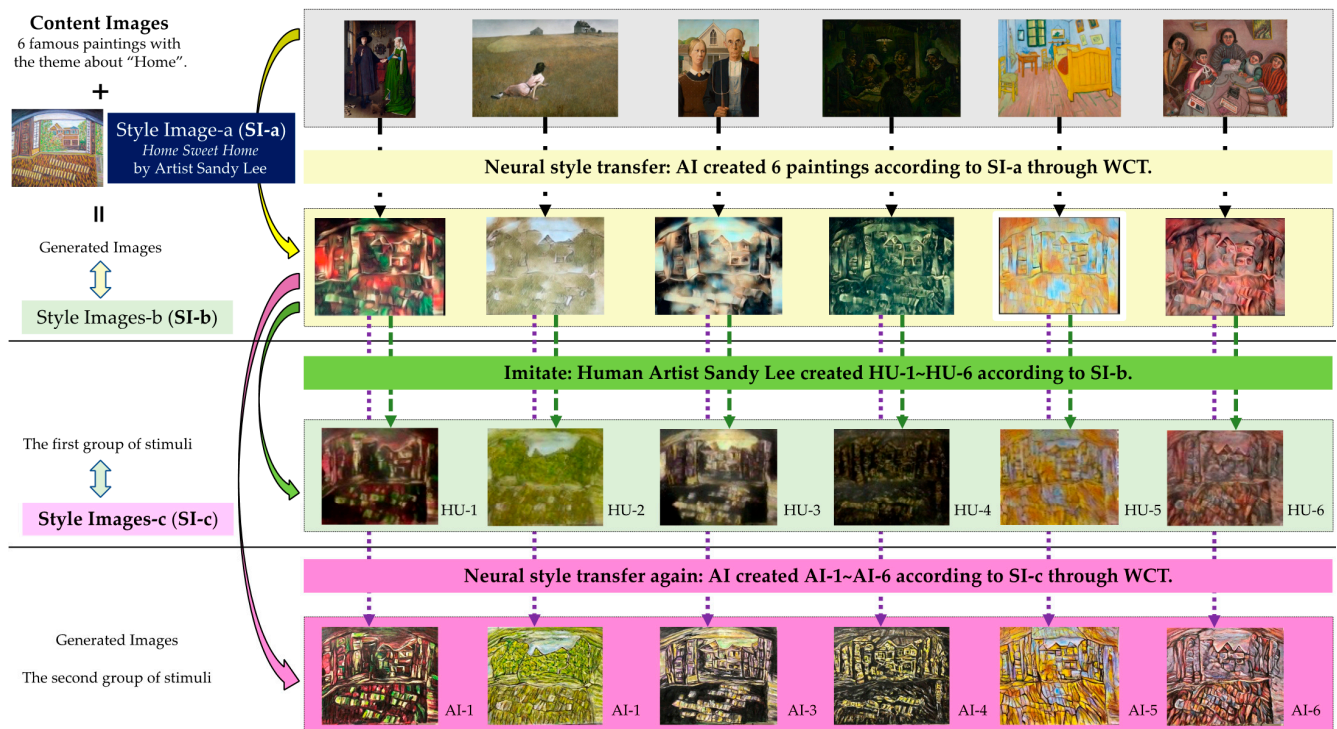 Content Images
6 famous paintings with
the theme about “Home”.
+
Style Image-a (SI-a)
Home Sweet Home
by Artist Sandy Lee
=
Generated Images
Style Images-b (SI-b)
Neural style transfer: AI created 6 paintings according to SI-a through WCT.
Imitate: Human Artist Sandy Lee created HU-1~HU-6 according to SI-b.
The first group of stimuli
Style Images-c (SI-c)
HU-1
HU-2
HU-3
HU-4
HU-5
HU-6
Neural style transfer again: AI created AI-1~AI-6 according to SI-c through WCT.
Generated Images
The second group of stimuli
AI-1
AI-1
AI-3
AI-4
AI-5
AI-6